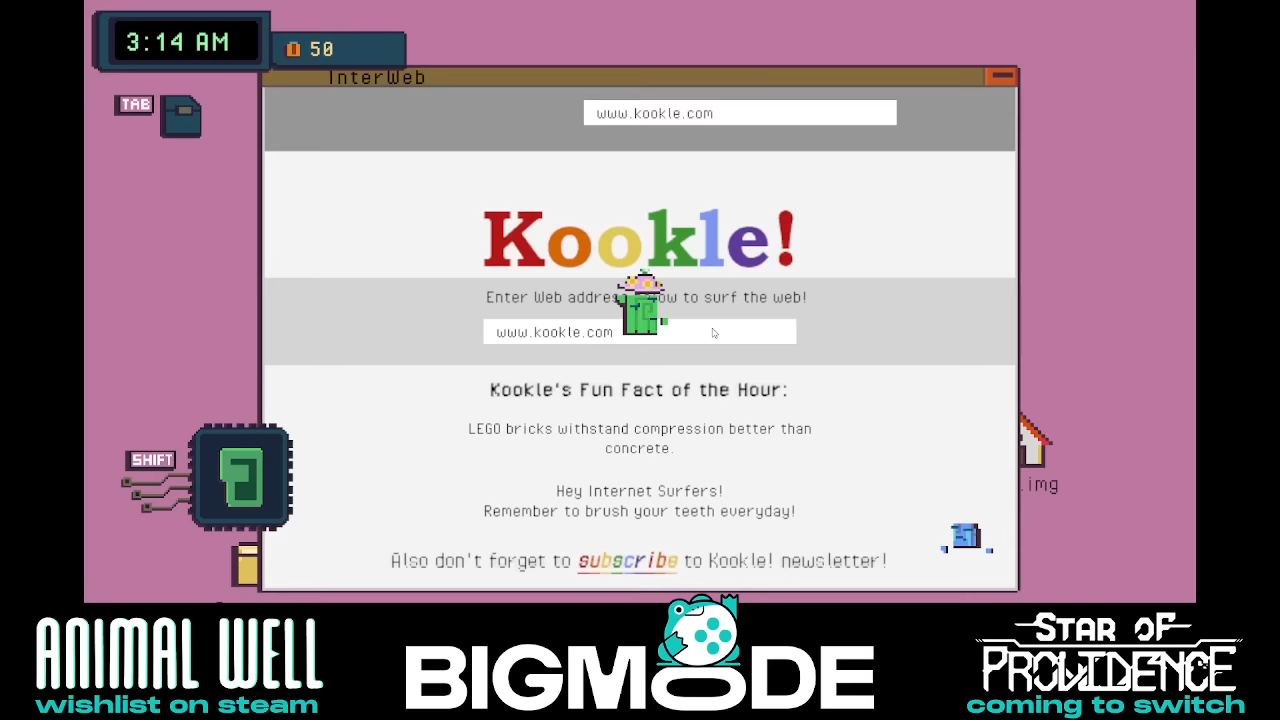 3:14 AM
50
InterWeb
TAB
www.kookle.com
Kookle!
Enter Web address now to surf the web!
www.kookle.com
Kookle's Fun Fact of the Hour:
LEGO bricks withstand compression better than
concrete.
SHIFT
.img
Hey Internet Surfers!
Remember to brush your teeth everyday!
Also don't forget to subscribe to Kookle! newsletter!
ANIMAL WELL
wishlist on steam
BIGMODE
STAR OF
PROVIDENCE
coming to switch